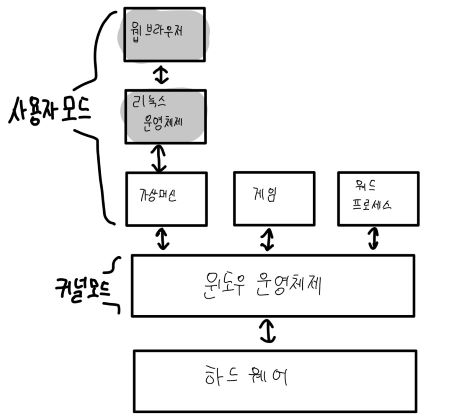 웹 브라우저
리눅스
운영체제
사용자 모드
가상머신
게임
워드
프로세스
커널모드
윈도우 운영체제
하드웨어